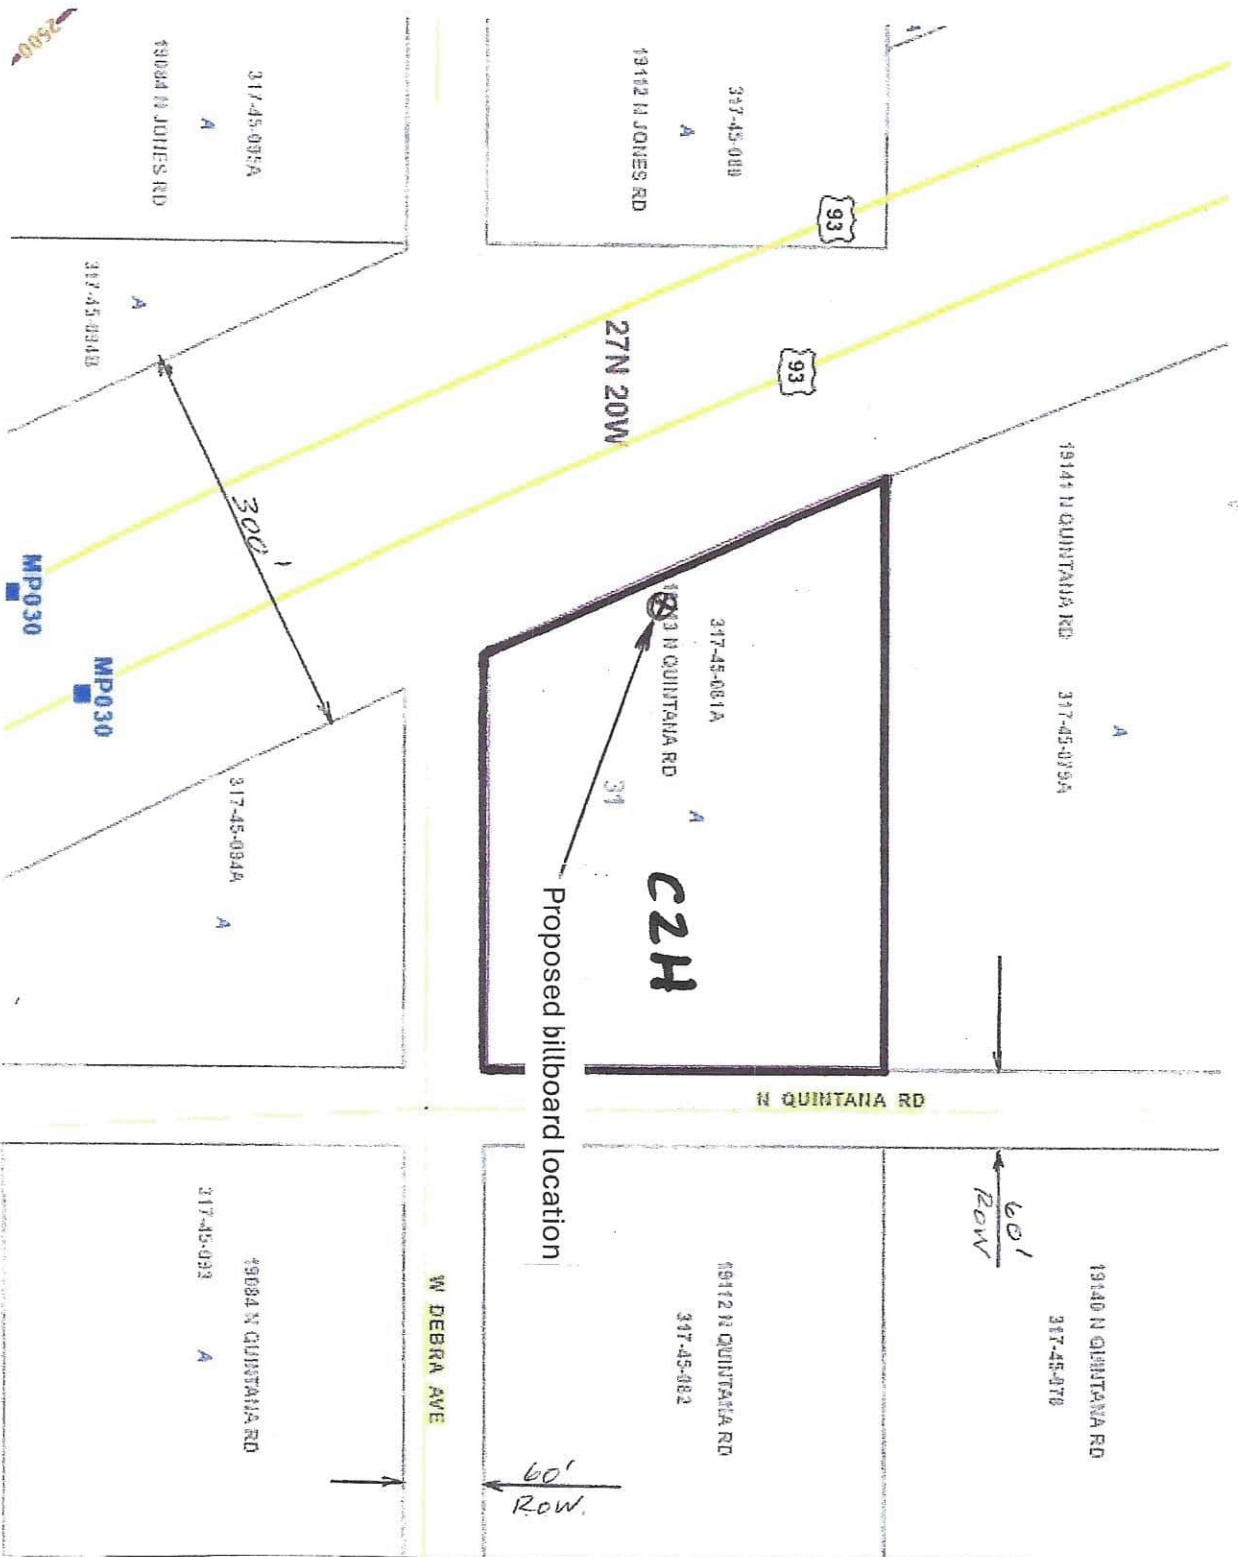 2500
19084 N JONES RD
A
317-45-095A
19112 N JONES RD
A
317-45-080
93
93
27N 20W
317-45-094B
A
300'
MP030
MP030
19141 N QUINTANA RD
317-45-079A
A
317-45-081A
N QUINTANA RD
A
31
C2H
Proposed billboard location
317-45-094A
A
N QUINTANA RD
60'
ROW
19140 N QUINTANA RD
317-45-078
19112 N QUINTANA RD
317-45-082
W DEBRA AVE
60'
ROW.
19084 N QUINTANA RD
317-45-093
A